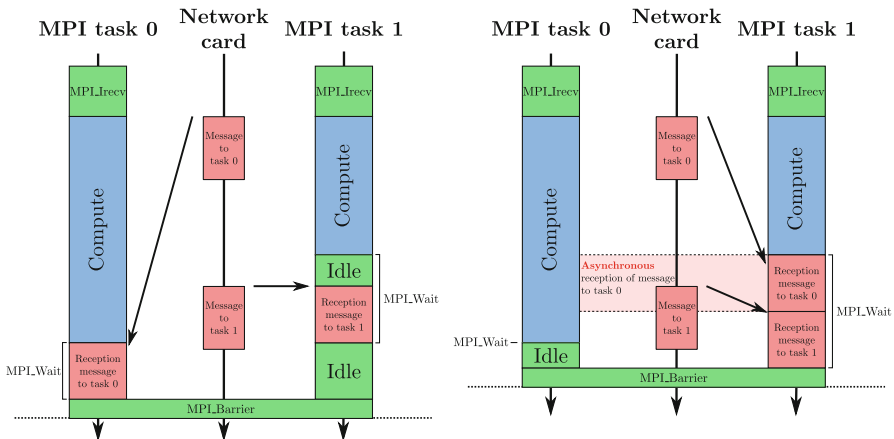 MPI task 0
Network
card
MPI task 1
MPI_Irecv
MPI_Irecv
Message
to
task 0
Compute
Compute
Idle
Message
to
task 1
Reception
message
to task 1
MPI_Wait
MPI_Wait
Reception
message
to task 0
Idle
MPI_Barrier
MPI task 0
Network
card
MPI task 1
MPI_Irecv
MPI_Irecv
Message
to
task 0
Compute
Compute
Asynchronous
reception of message
to task 0
Reception
message
to task 0
Message
to
task 1
MPI_Wait
Reception
message
to task 1
MPI_Wait
Idle
MPI_Barrier